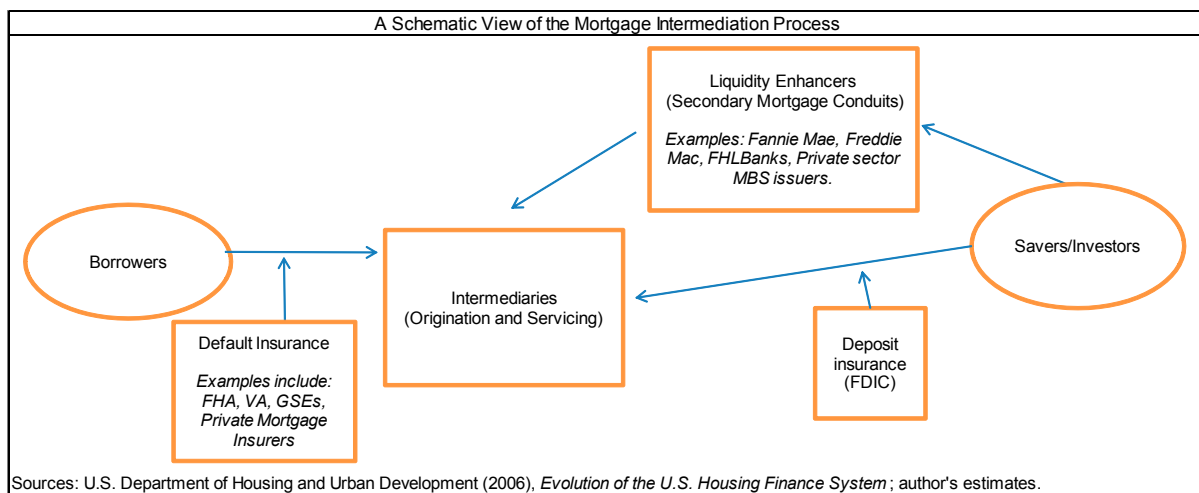 A Schematic View of the Mortgage Intermediation Process
Liquidity Enhancers
(Secondary Mortgage Conduits)
Examples: Fannie Mae, Freddie
Mac, FHLBanks, Private sector
MBS issuers.
Borrowers
Savers/Investors
Intermediaries
(Origination and Servicing)
Default Insurance
Examples include:
FHA, VA, GSEs,
Private Mortgage
Insurers
Deposit
insurance
(FDIC)
Sources: U.S. Department of Housing and Urban Development (2006), Evolution of the U.S. Housing Finance System ; author's estimates.